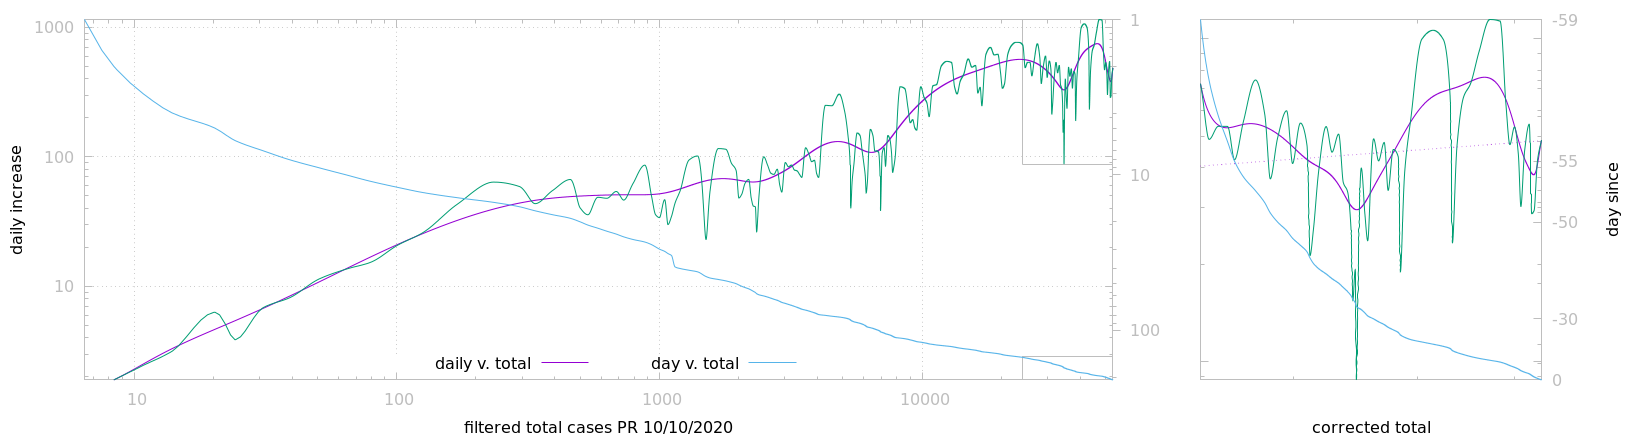 1000
100
10
daily increase
daily v. total
day v. total
10
100
1000
10000
filtered total cases PR 10/10/2020
1
10
100
-59
-55
-50
-30
0
day since
corrected total